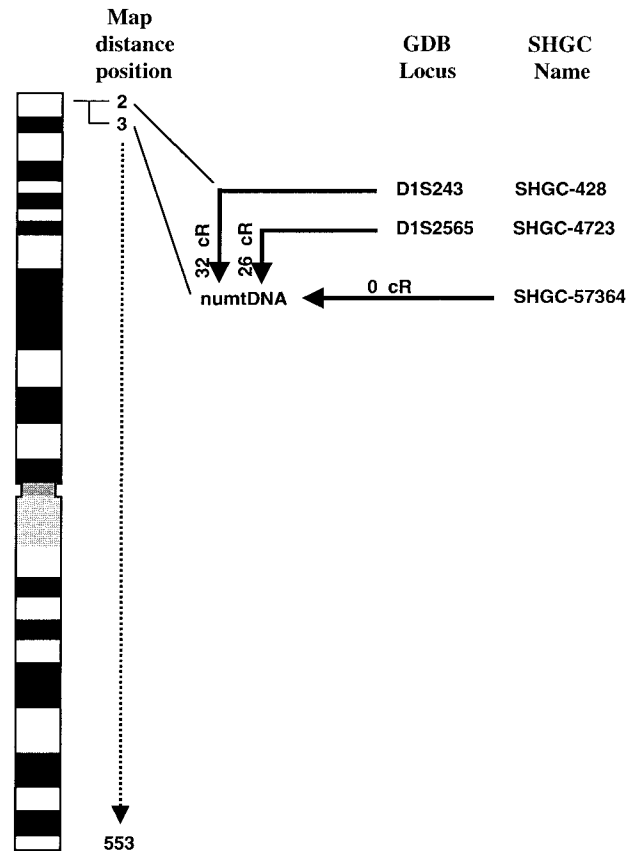 Map
distance
position
GDB
Locus
SHGC
Name
2
3
D1S243
SHGC-428
D1S2565
SHGC-4723
32 cR
26 cR
numtDNA
0 cR
SHGC-57364
553